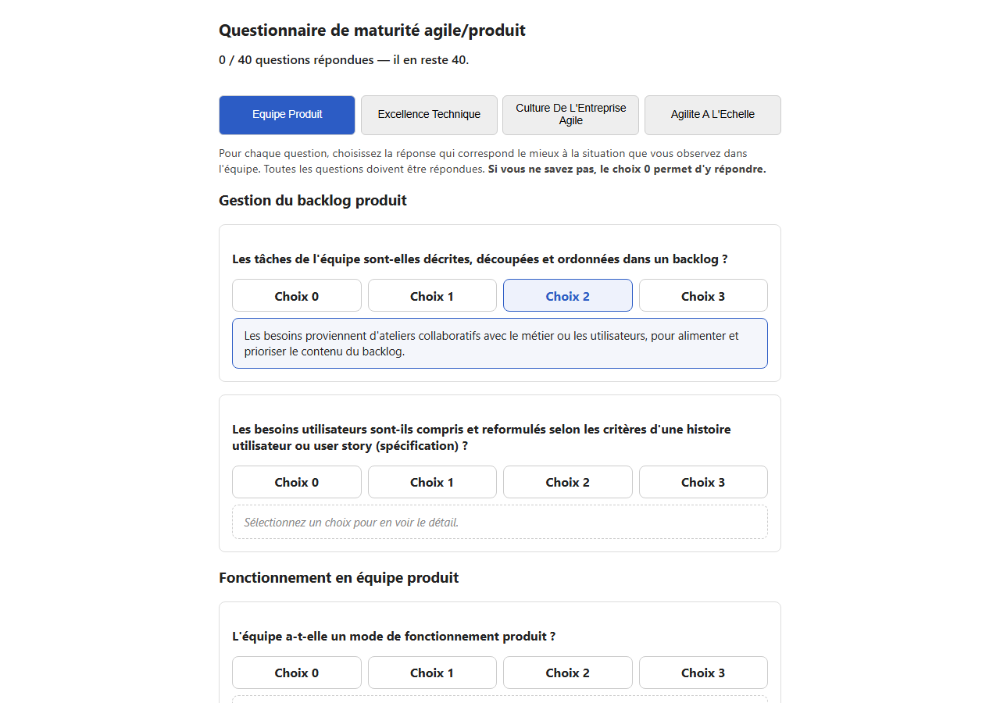 Questionnaire de maturité agile/produit
0 / 40 questions répondues — il en reste 40.
Equipe Produit
Excellence Technique
Culture De L'Entreprise
Agile
Agilite A L'Echelle
Pour chaque question, choisissez la réponse qui correspond le mieux à la situation que vous observez dans
l'équipe. Toutes les questions doivent être répondues. Si vous ne savez pas, le choix 0 permet d'y répondre.
Gestion du backlog produit
Les tâches de l'équipe sont-elles décrites, découpées et ordonnées dans un backlog ?
Choix 0
Choix 1
Choix 2
Choix 3
Les besoins proviennent d'ateliers collaboratifs avec le métier ou les utilisateurs, pour alimenter et
prioriser le contenu du backlog.
Les besoins utilisateurs sont-ils compris et reformulés selon les critères d'une histoire
utilisateur ou user story (spécification) ?
Choix 0
Choix 1
Choix 2
Choix 3
Sélectionnez un choix pour en voir le détail.
Fonctionnement en équipe produit
L'équipe a-t-elle un mode de fonctionnement produit ?
Choix 0
Choix 1
Choix 2
Choix 3